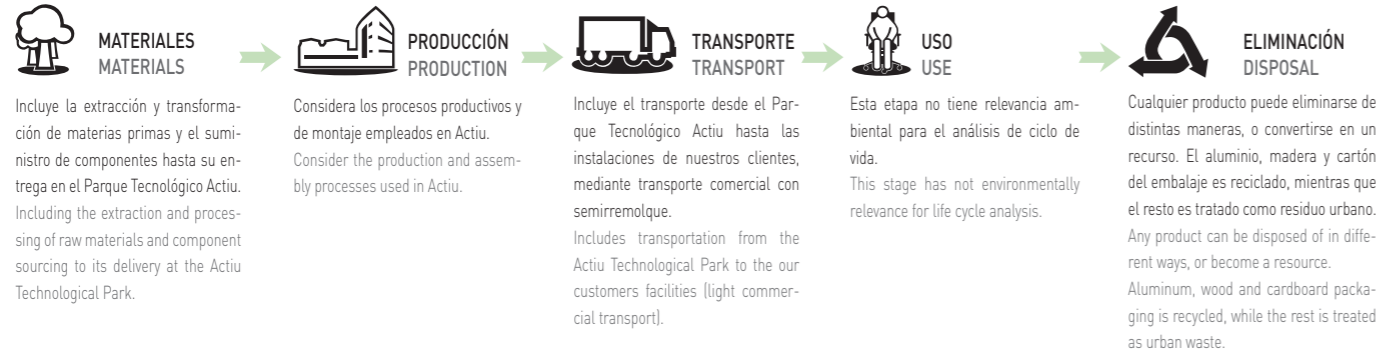 MATERIALES
MATERIALS
Incluye la extracción y transforma-
ción de materias primas y el sumi-
nistro de componentes hasta su en-
trega en el Parque Tecnológico Actiu.
Including the extraction and proces-
sing of raw materials and component
sourcing to its delivery at the Actiu
Technological Park.
PRODUCCIÓN
PRODUCTION
Considera los procesos productivos y
de montaje empleados en Actiu.
Consider the production and assem-
bly processes used in Actiu.
TRANSPORTE
TRANSPORT
Incluye el transporte desde el Par-
que Tecnológico Actiu hasta las
instalaciones de nuestros clientes,
mediante transporte comercial con
semirremolque.
Includes transportation from the
Actiu Technological Park to the our
customers facilities (light commer-
cial transport).
USO
USE
Esta etapa no tiene relevancia am-
biental para el análisis de ciclo de
vida.
This stage has not environmentally
relevance for life cycle analysis.
ELIMINACIÓN
DISPOSAL
Cualquier producto puede eliminarse de
distintas maneras, o convertirse en un
recurso. El aluminio, madera y cartón
del embalaje es reciclado, mientras que
el resto es tratado como residuo urbano.
Any product can be disposed of in diffe-
rent ways, or become a resource.
Aluminum, wood and cardboard packa-
ging is recycled, while the rest is treated
as urban waste.